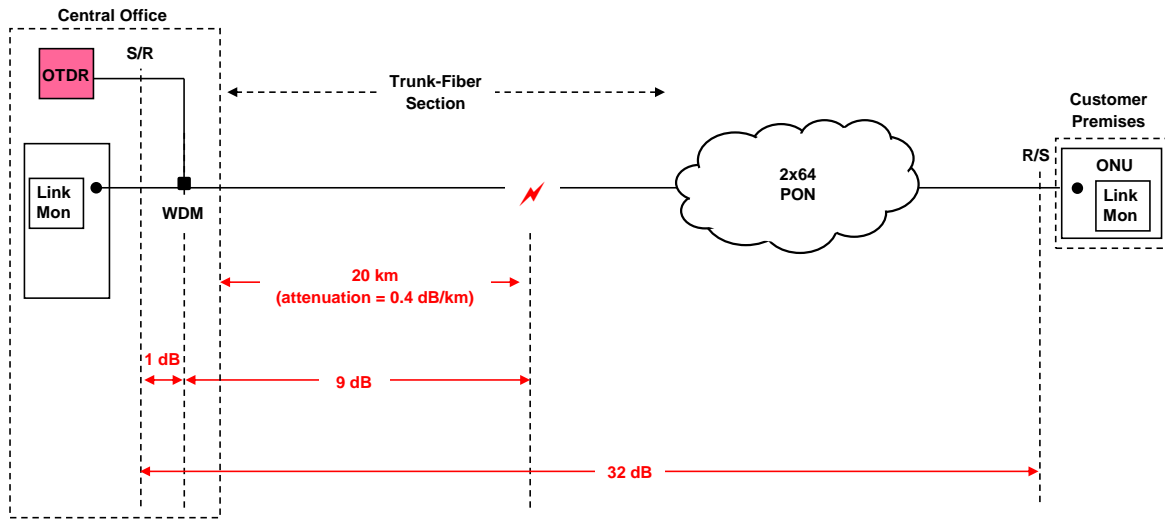 Central Office
S/R
OTDR
Trunk-Fiber
Section
Customer
Premises
R/S
ONU
Link
Mon
Link
Mon
WDM
2x64
PON
20 km
(attenuation = 0.4 dB/km)
1 dB
9 dB
32 dB